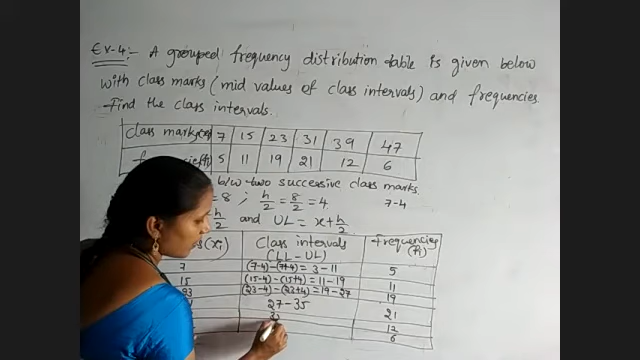 Ex-4:- A grouped frequency distribution table is given below
with class marks (mid values of class intervals) and frequencies.
Find the class intervals.
class marks 7 15 23 31 39 47
5 11 19 21 12 6
b/w two successive class marks.
= 8 ; h/2 = 8/2 = 4. 7-4
h/2 and UL = x+h/2
(xi) Class intervals (LL - UL) Frequencies (fi)
7 (7-4)-(7+4) = 3-11 5
15 (15-4)-(15+4) = 11-19 11
23 (23-4)-(23+4) = 19-27 19
27-35 21
12
6